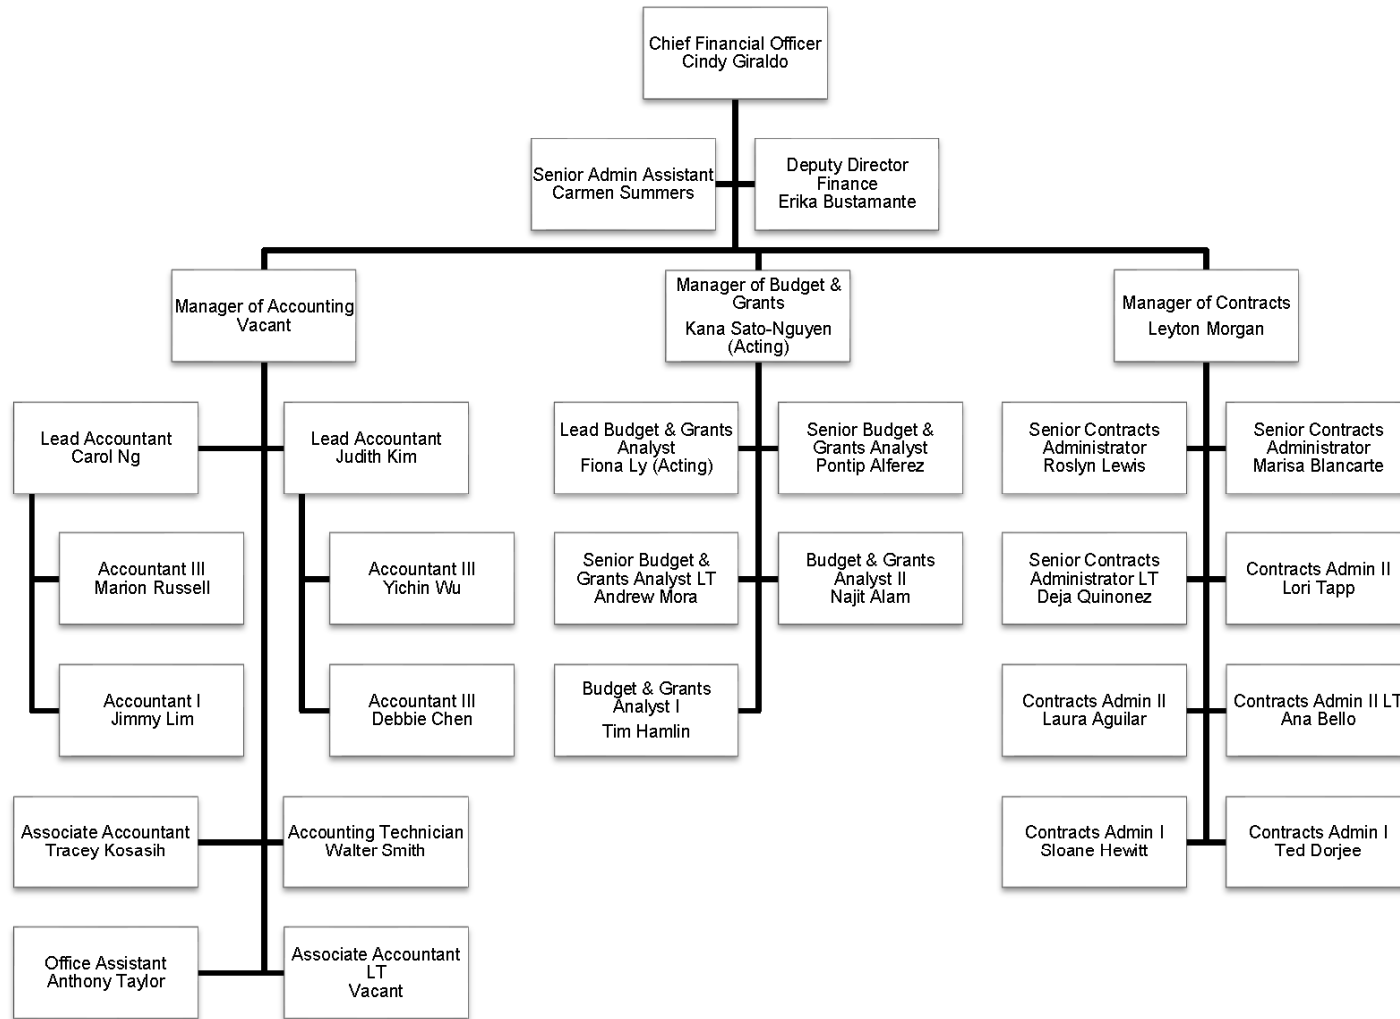 Chief Financial Officer
Cindy Giraldo
Senior Admin Assistant
Carmen Summers
Deputy Director
Finance
Erika Bustamante
Manager of Accounting
Vacant
Manager of Budget &
Grants
Kana Sato-Nguyen
(Acting)
Manager of Contracts
Leyton Morgan
Lead Accountant
Carol Ng
Lead Accountant
Judith Kim
Lead Budget & Grants
Analyst
Fiona Ly (Acting)
Senior Budget &
Grants Analyst
Pontip Alferez
Senior Contracts
Administrator
Roslyn Lewis
Senior Contracts
Administrator
Marisa Blancarte
Accountant III
Marion Russell
Accountant III
Yichin Wu
Senior Budget &
Grants Analyst LT
Andrew Mora
Budget & Grants
Analyst II
Najit Alam
Senior Contracts
Administrator LT
Deja Quinonez
Contracts Admin II
Lori Tapp
Accountant I
Jimmy Lim
Accountant III
Debbie Chen
Budget & Grants
Analyst I
Tim Hamlin
Contracts Admin II
Laura Aguilar
Contracts Admin II LT
Ana Bello
Associate Accountant
Tracey Kosasih
Accounting Technician
Walter Smith
Contracts Admin I
Sloane Hewitt
Contracts Admin I
Ted Dorjee
Office Assistant
Anthony Taylor
Associate Accountant
LT
Vacant